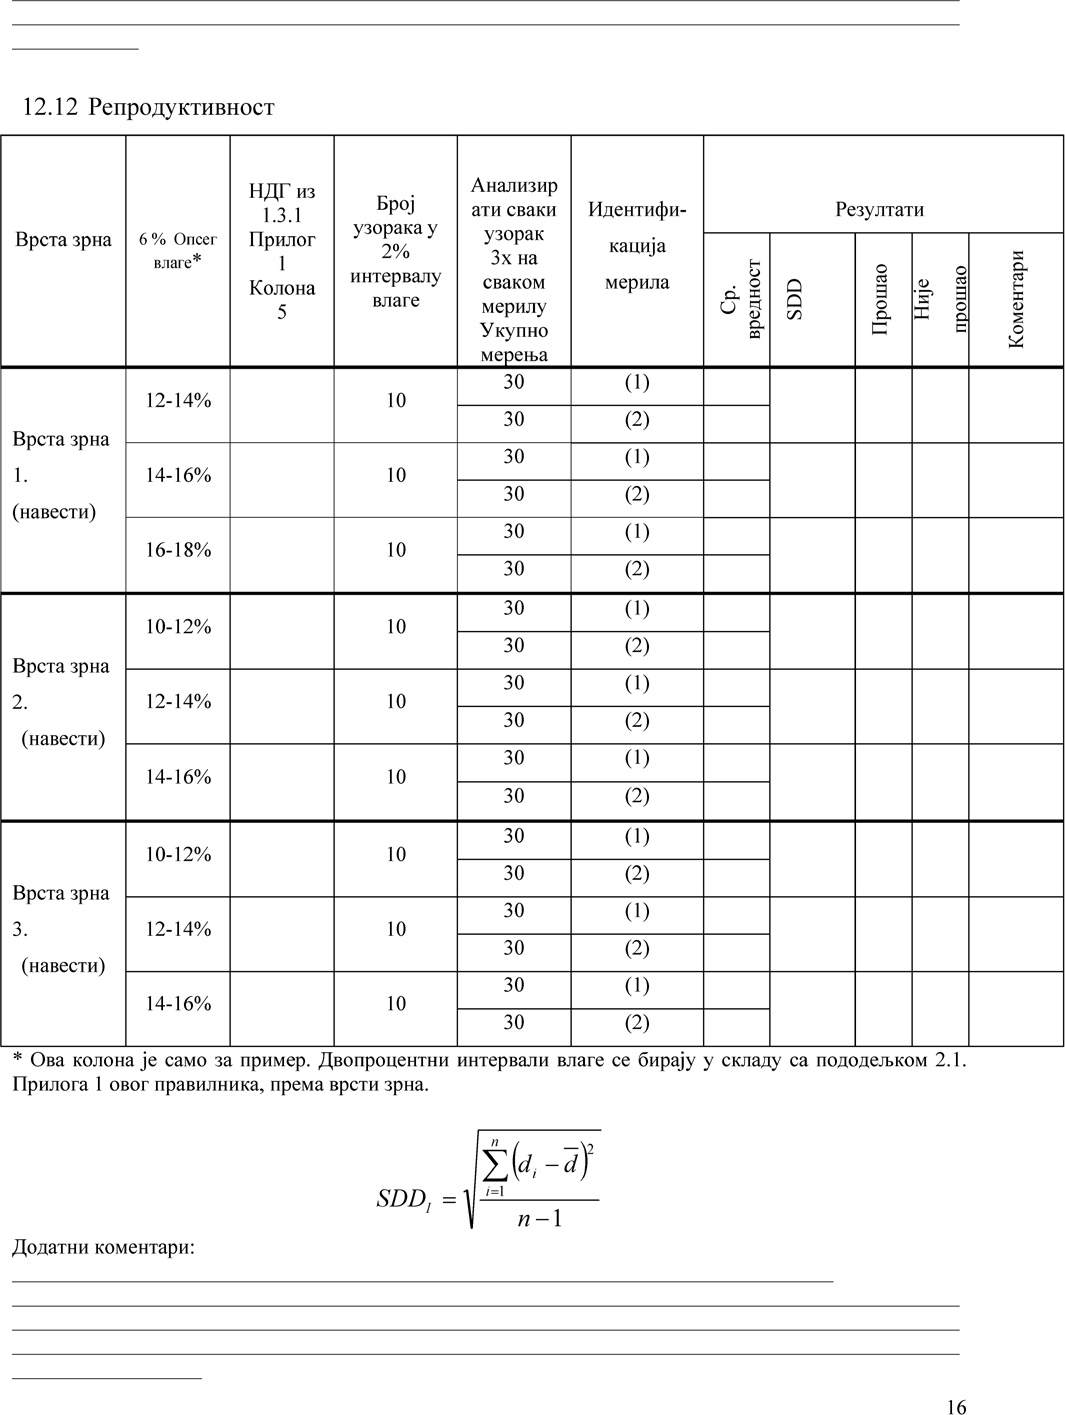 12.12 Репродуктивност
Врста зрна
6 % Опсег
влаге*
НДГ из
1.3.1
Прилог
1
Колона
5
Број
узорака у
2%
интервалу
влаге
Анализир
ати сваки
узорак
3х на
сваком
мерилу
Укупно
мерења
Идентифи-
кација
мерила
Резултати
Ср.
вредност
SDD
Прошао
Није
прошао
Коментари
Врста зрна
1.
(навести)
12-14%
10
30
(1)
30
(2)
14-16%
10
30
(1)
30
(2)
16-18%
10
30
(1)
30
(2)
Врста зрна
2.
(навести)
10-12%
10
30
(1)
30
(2)
12-14%
10
30
(1)
30
(2)
14-16%
10
30
(1)
30
(2)
Врста зрна
3.
(навести)
10-12%
10
30
(1)
30
(2)
12-14%
10
30
(1)
30
(2)
14-16%
10
30
(1)
30
(2)
* Ова колона је само за пример. Двопроцентни интервали влаге се бирају у складу са пододељком 2.1.
Прилога 1 овог правилника, према врсти зрна.
SDD_I = √(∑_{i=1}^{n} (d_i − d̅)² / (n − 1))
Додатни коментари:
16